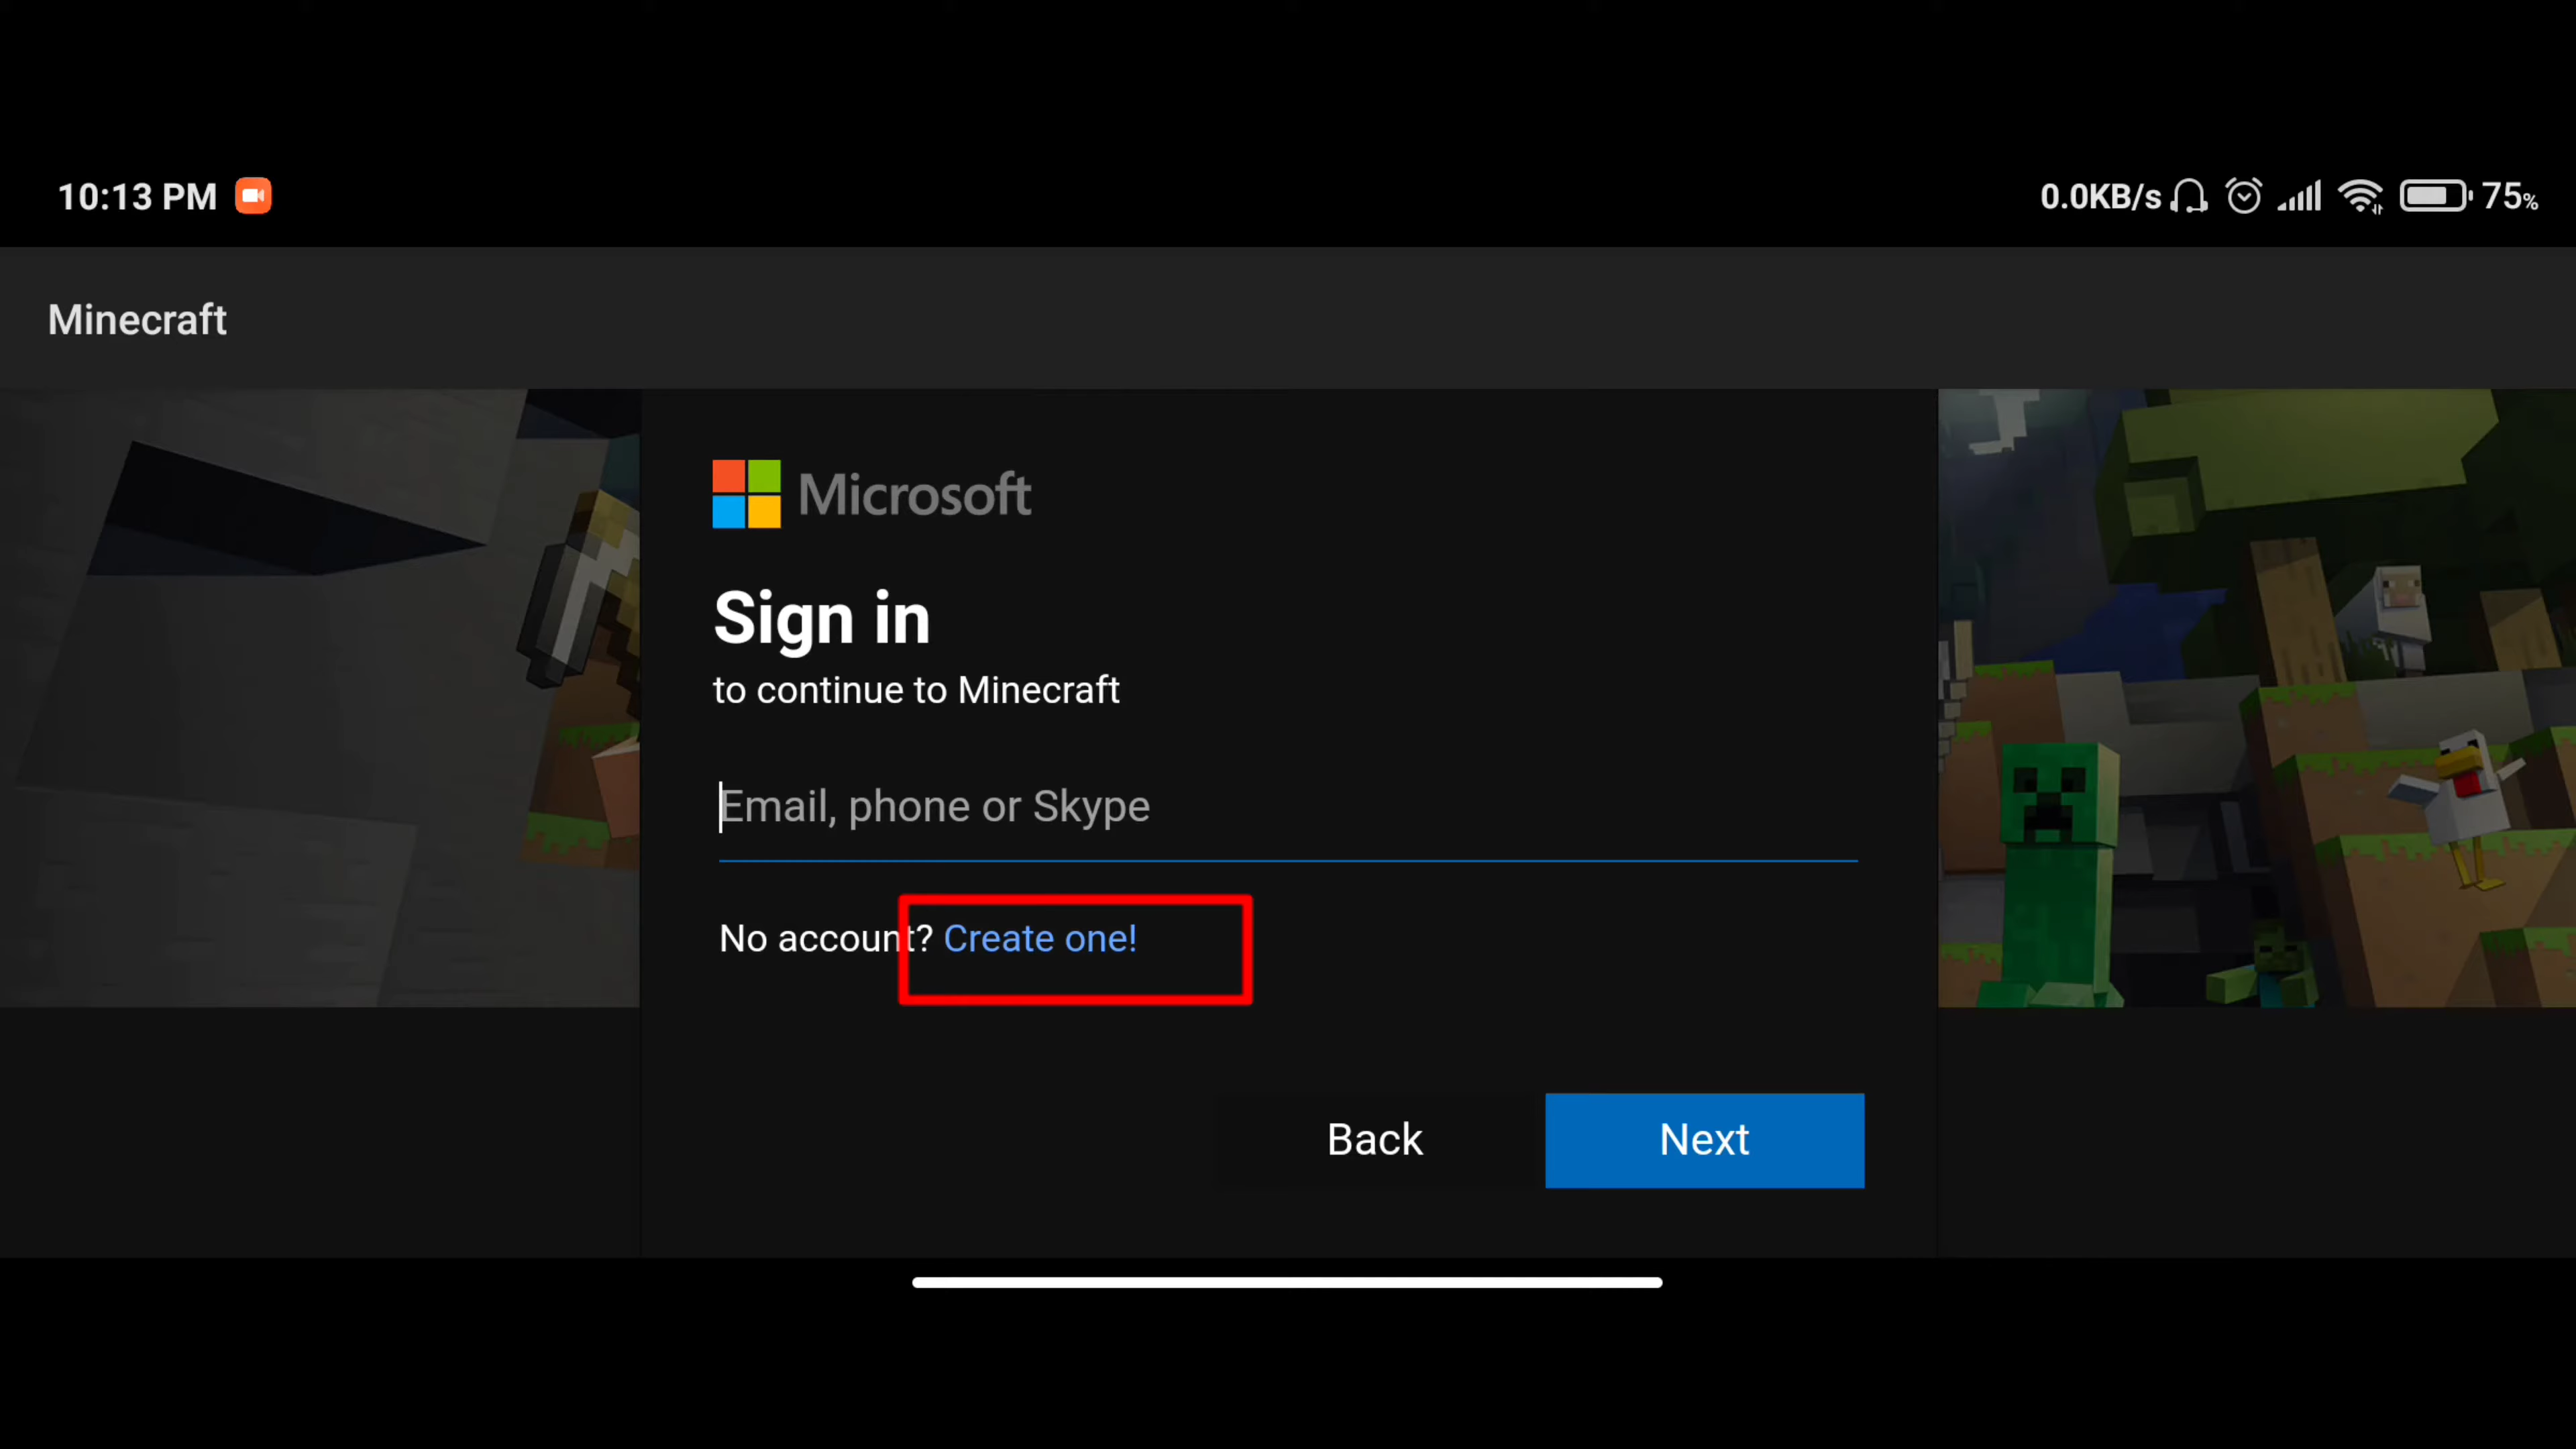 10:13 PM
0.0KB/s 75%
Minecraft
Microsoft
Sign in
to continue to Minecraft
Email, phone or Skype
No account? Create one!
Back Next